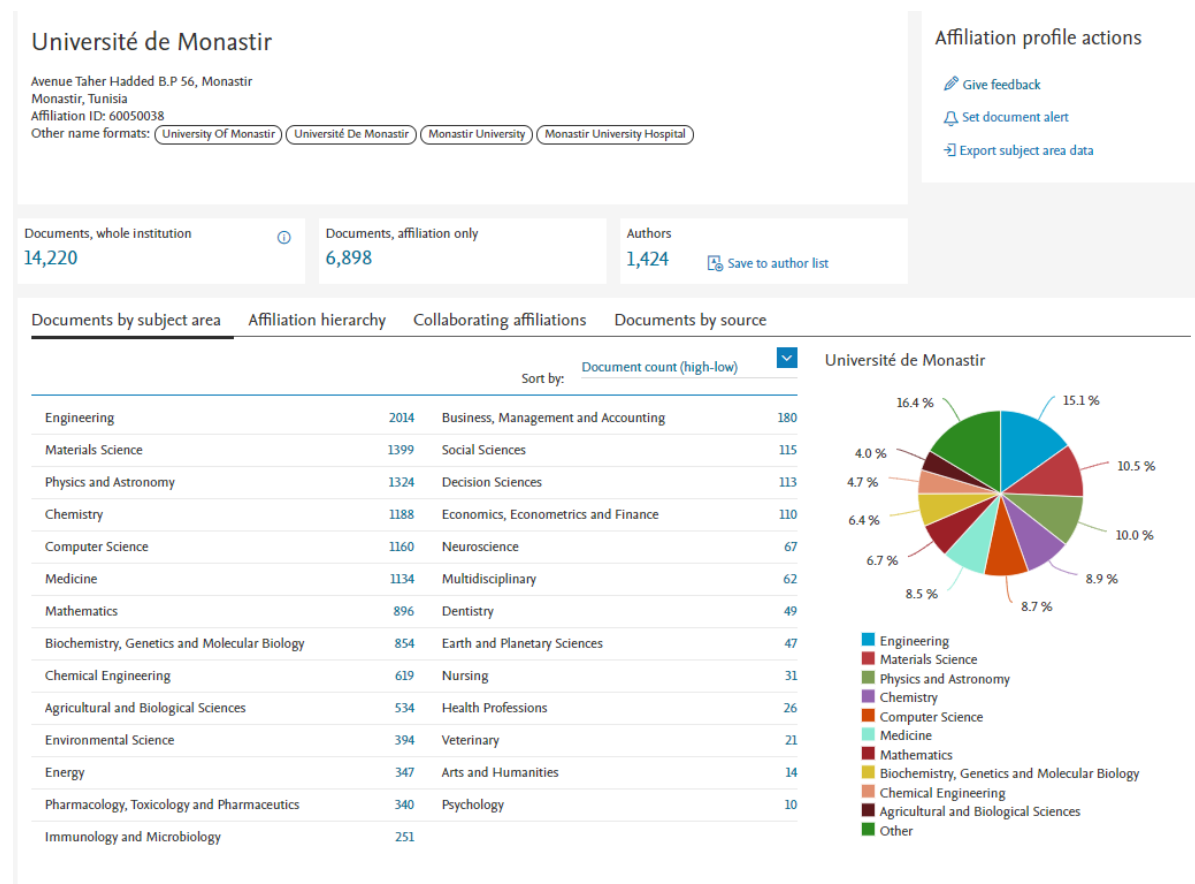 Université de Monastir
Avenue Taher Hadded B.P 56, Monastir
Monastir, Tunisia
Affiliation ID: 60050038
Other name formats: University Of Monastir Université De Monastir Monastir University Monastir University Hospital
Affiliation profile actions
Give feedback
Set document alert
Export subject area data
Documents, whole institution
14,220
Documents, affiliation only
6,898
Authors
1,424 Save to author list
Documents by subject area Affiliation hierarchy Collaborating affiliations Documents by source
Sort by: Document count (high-low)
Engineering 2014 Business, Management and Accounting 180
Materials Science 1399 Social Sciences 115
Physics and Astronomy 1324 Decision Sciences 113
Chemistry 1188 Economics, Econometrics and Finance 110
Computer Science 1160 Neuroscience 67
Medicine 1134 Multidisciplinary 62
Mathematics 896 Dentistry 49
Biochemistry, Genetics and Molecular Biology 854 Earth and Planetary Sciences 47
Chemical Engineering 619 Nursing 31
Agricultural and Biological Sciences 534 Health Professions 26
Environmental Science 394 Veterinary 21
Energy 347 Arts and Humanities 14
Pharmacology, Toxicology and Pharmaceutics 340 Psychology 10
Immunology and Microbiology 251
Université de Monastir
15.1 %
10.5 %
10.0 %
8.9 %
8.7 %
8.5 %
6.7 %
6.4 %
4.7 %
4.0 %
16.4 %
Engineering
Materials Science
Physics and Astronomy
Chemistry
Computer Science
Medicine
Mathematics
Biochemistry, Genetics and Molecular Biology
Chemical Engineering
Agricultural and Biological Sciences
Other